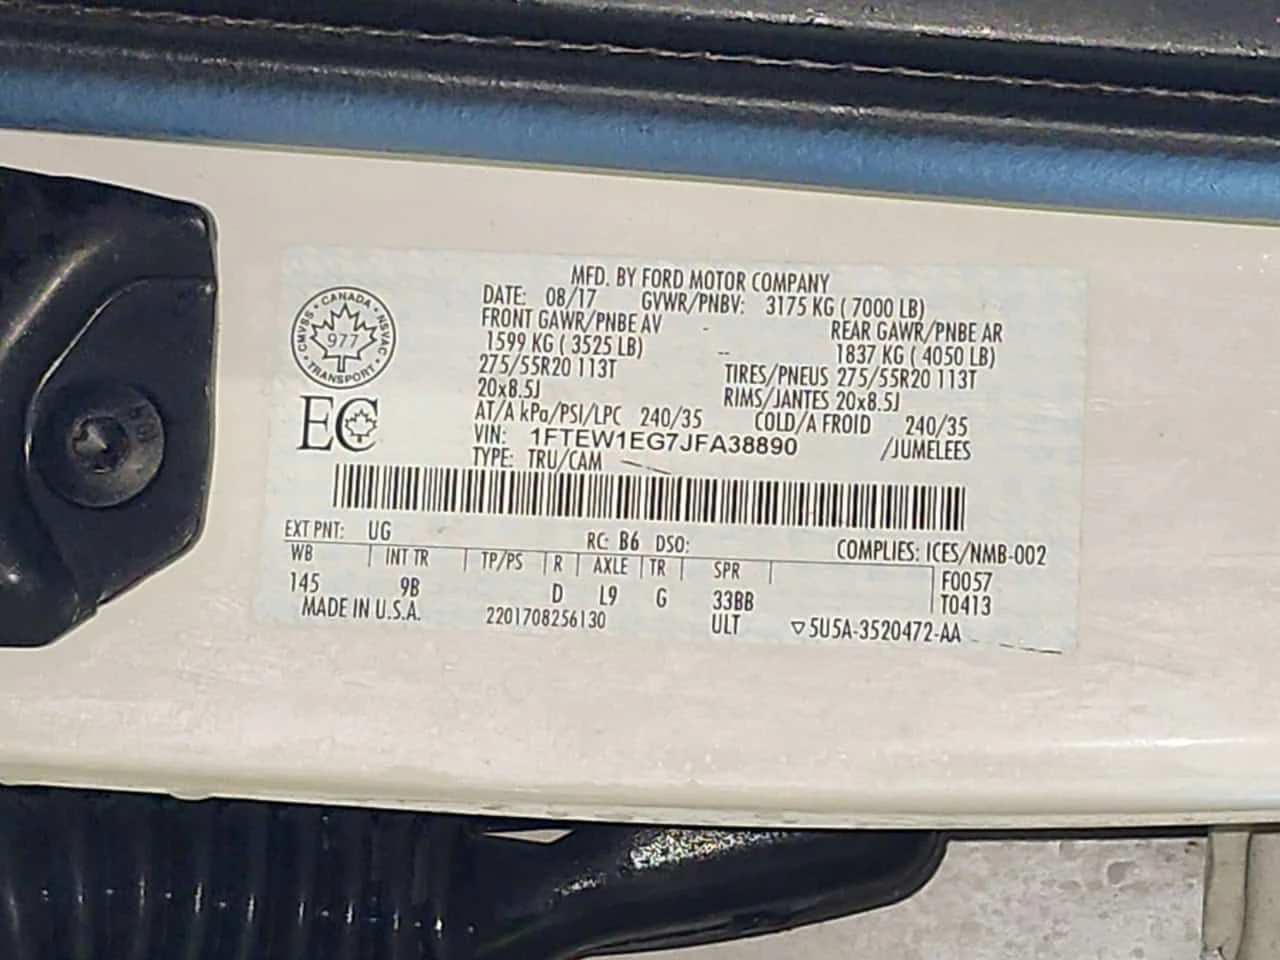 MFD. BY FORD MOTOR COMPANY
DATE: 08/17 GVWR/PNBV: 3175 KG ( 7000 LB)
FRONT GAWR/PNBE AV REAR GAWR/PNBE AR
1599 KG ( 3525 LB) 1837 KG ( 4050 LB)
275/55R20 113T TIRES/PNEUS 275/55R20 113T
20x8.5J RIMS/JANTES 20x8.5J
AT/A kPa/PSI/LPC 240/35 COLD/A FROID 240/35
VIN: 1FTEW1EG7JFA38890 /JUMELEES
TYPE: TRU/CAM
CANADA • NSVAC • TRANSPORT • CMVSS •
977
EC
EXT PNT: UG RC: B6 DSO: COMPLIES: ICES/NMB-002
WB INT TR TP/PS R AXLE TR SPR F0057
145 9B D L9 G 33BB T0413
MADE IN U.S.A. 2201708256130 ULT ▽5U5A-3520472-AA